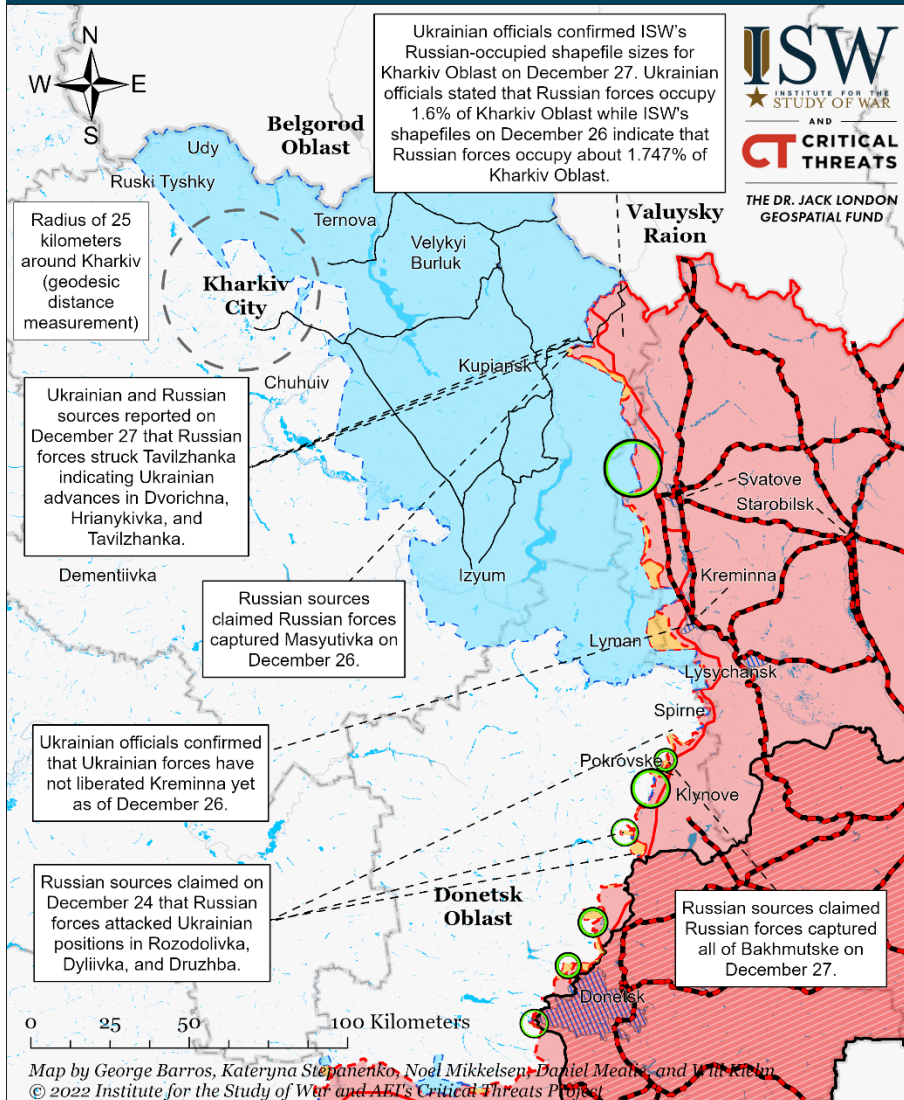 N
W E
S
Ukrainian officials confirmed ISW's
Russian-occupied shapefile sizes for
Kharkiv Oblast on December 27. Ukrainian
officials stated that Russian forces occupy
1.6% of Kharkiv Oblast while ISW's
shapefiles on December 26 indicate that
Russian forces occupy about 1.747% of
Kharkiv Oblast.
ISW
INSTITUTE FOR THE
STUDY OF WAR
AND
CT CRITICAL
THREATS
THE DR. JACK LONDON
GEOSPATIAL FUND
Belgorod
Oblast
Udy
Ruski Tyshky
Ternova
Velykyi
Burluk
Valuysky
Raion
Radius of 25
kilometers
around Kharkiv
(geodesic
distance
measurement)
Kharkiv
City
Kupiansk
Chuhuiv
Ukrainian and Russian
sources reported on
December 27 that Russian
forces struck Tavilzhanka
indicating Ukrainian
advances in Dvorichna,
Hrianykivka, and
Tavilzhanka.
Svatove
Starobilsk
Dementiivka
Izyum
Kreminna
Russian sources
claimed Russian forces
captured Masyutivka on
December 26.
Lyman
Lysychansk
Spirne
Ukrainian officials confirmed
that Ukrainian forces have
not liberated Kreminna yet
as of December 26.
Pokrovske
Klynove
Russian sources claimed on
December 24 that Russian
forces attacked Ukrainian
positions in Rozodolivka,
Dyliivka, and Druzhba.
Donetsk
Oblast
Russian sources claimed
Russian forces captured
all of Bakhmutske on
December 27.
Donetsk
0 25 50 100 Kilometers
Map by George Barros, Kateryna Stepanenko, Noel Mikkelsen, Daniel Mealie, and Will Kielm
© 2022 Institute for the Study of War and AEI's Critical Threats Project